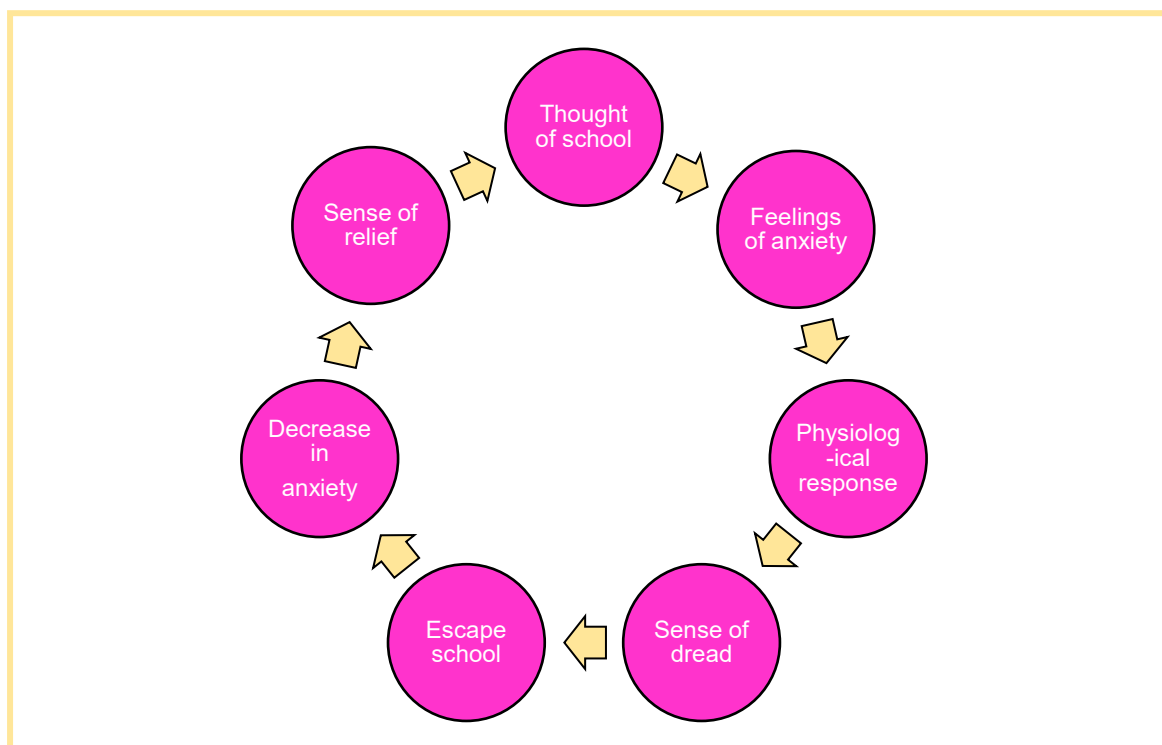 Thought
of school
Feelings
of anxiety
Physiolog
-ical
response
Sense of
dread
Escape
school
Decrease
in
anxiety
Sense of
relief